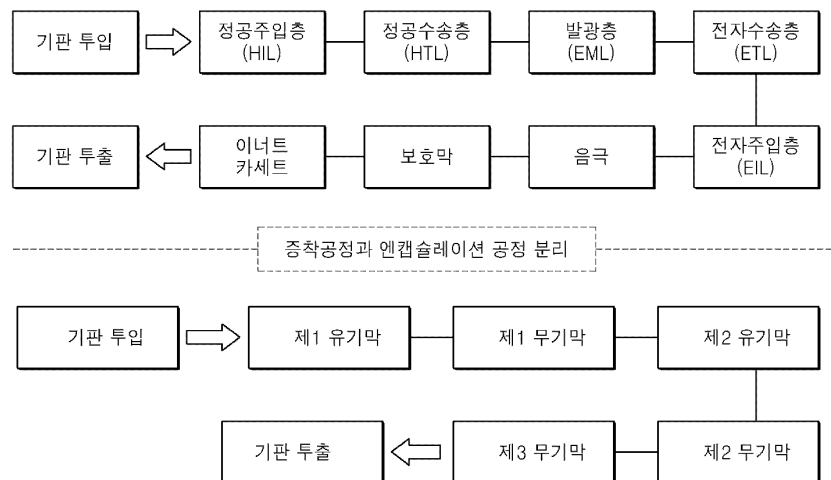 기판 투입
정공주입층
(HIL)
정공수송층
(HTL)
발광층
(EML)
전자수송층
(ETL)
기판 투출
이너트
카세트
보호막
음극
전자주입층
(EIL)
증착공정과 엔캡슐레이션 공정 분리
기판 투입
제1 유기막
제1 무기막
제2 유기막
기판 투출
제3 무기막
제2 무기막